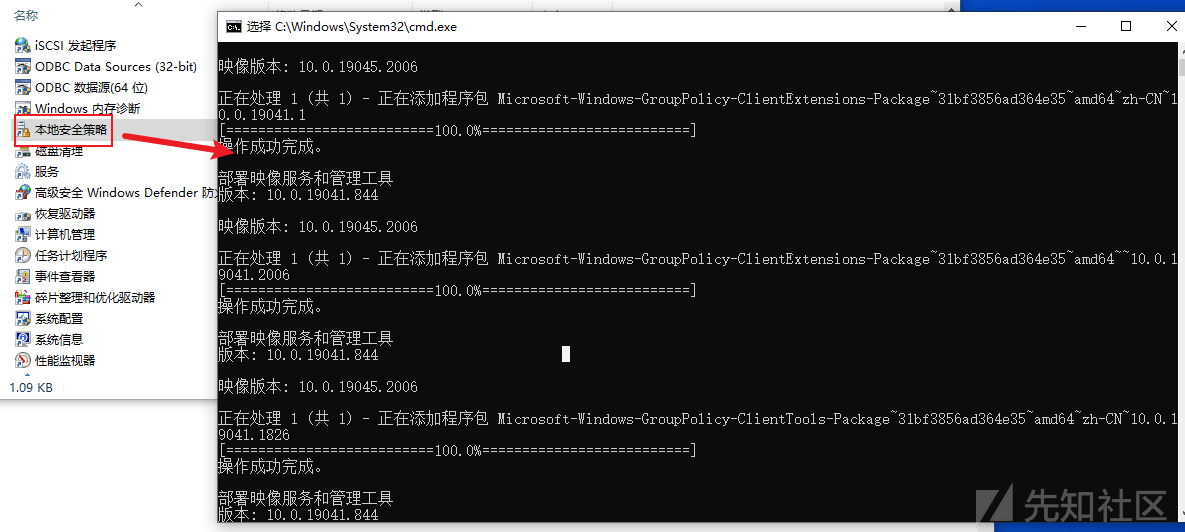 名称
iSCSI 发起程序
ODBC Data Sources (32-bit)
ODBC 数据源(64 位)
Windows 内存诊断
本地安全策略
磁盘清理
服务
高级安全 Windows Defender 防
恢复驱动器
计算机管理
任务计划程序
事件查看器
碎片整理和优化驱动器
系统配置
系统信息
性能监视器
1.09 KB
选择 C:\Windows\System32\cmd.exe
映像版本: 10.0.19045.2006
正在处理 1 (共 1) - 正在添加程序包 Microsoft-Windows-GroupPolicy-ClientExtensions-Package~31bf3856ad364e35~amd64~zh-CN~1
0.0.19041.1
[==========================100.0%==========================]
操作成功完成。
部署映像服务和管理工具
版本: 10.0.19041.844
映像版本: 10.0.19045.2006
正在处理 1 (共 1) - 正在添加程序包 Microsoft-Windows-GroupPolicy-ClientExtensions-Package~31bf3856ad364e35~amd64~~10.0.1
9041.2006
[==========================100.0%==========================]
操作成功完成。
部署映像服务和管理工具
版本: 10.0.19041.844
映像版本: 10.0.19045.2006
正在处理 1 (共 1) - 正在添加程序包 Microsoft-Windows-GroupPolicy-ClientTools-Package~31bf3856ad364e35~amd64~zh-CN~10.0.1
9041.1826
[==========================100.0%==========================]
操作成功完成。
部署映像服务和管理工具
版本: 10.0.19041.844
先知社区